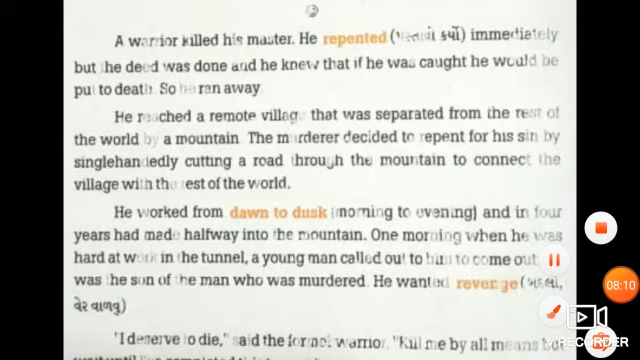 A warrior killed his master. He repented (પસ્તાવો કર્યો) immediately
but the deed was done and he knew that if he was caught he would be
put to death. So he ran away.
He reached a remote village that was separated from the rest of
the world by a mountain. The murderer decided to repent for his sin by
singlehandedly cutting a road through the mountain to connect the
village with the rest of the world.
He worked from dawn to dusk (morning to evening) and in four
years had made halfway into the mountain. One morning when he was
hard at work in the tunnel, a young man called out to him to come out.
was the son of the man who was murdered. He wanted revenge (બદલો,
વેર વાળવું)
"I deserve to die," said the former warrior. "Kill me by all means
08:10
RECORDER